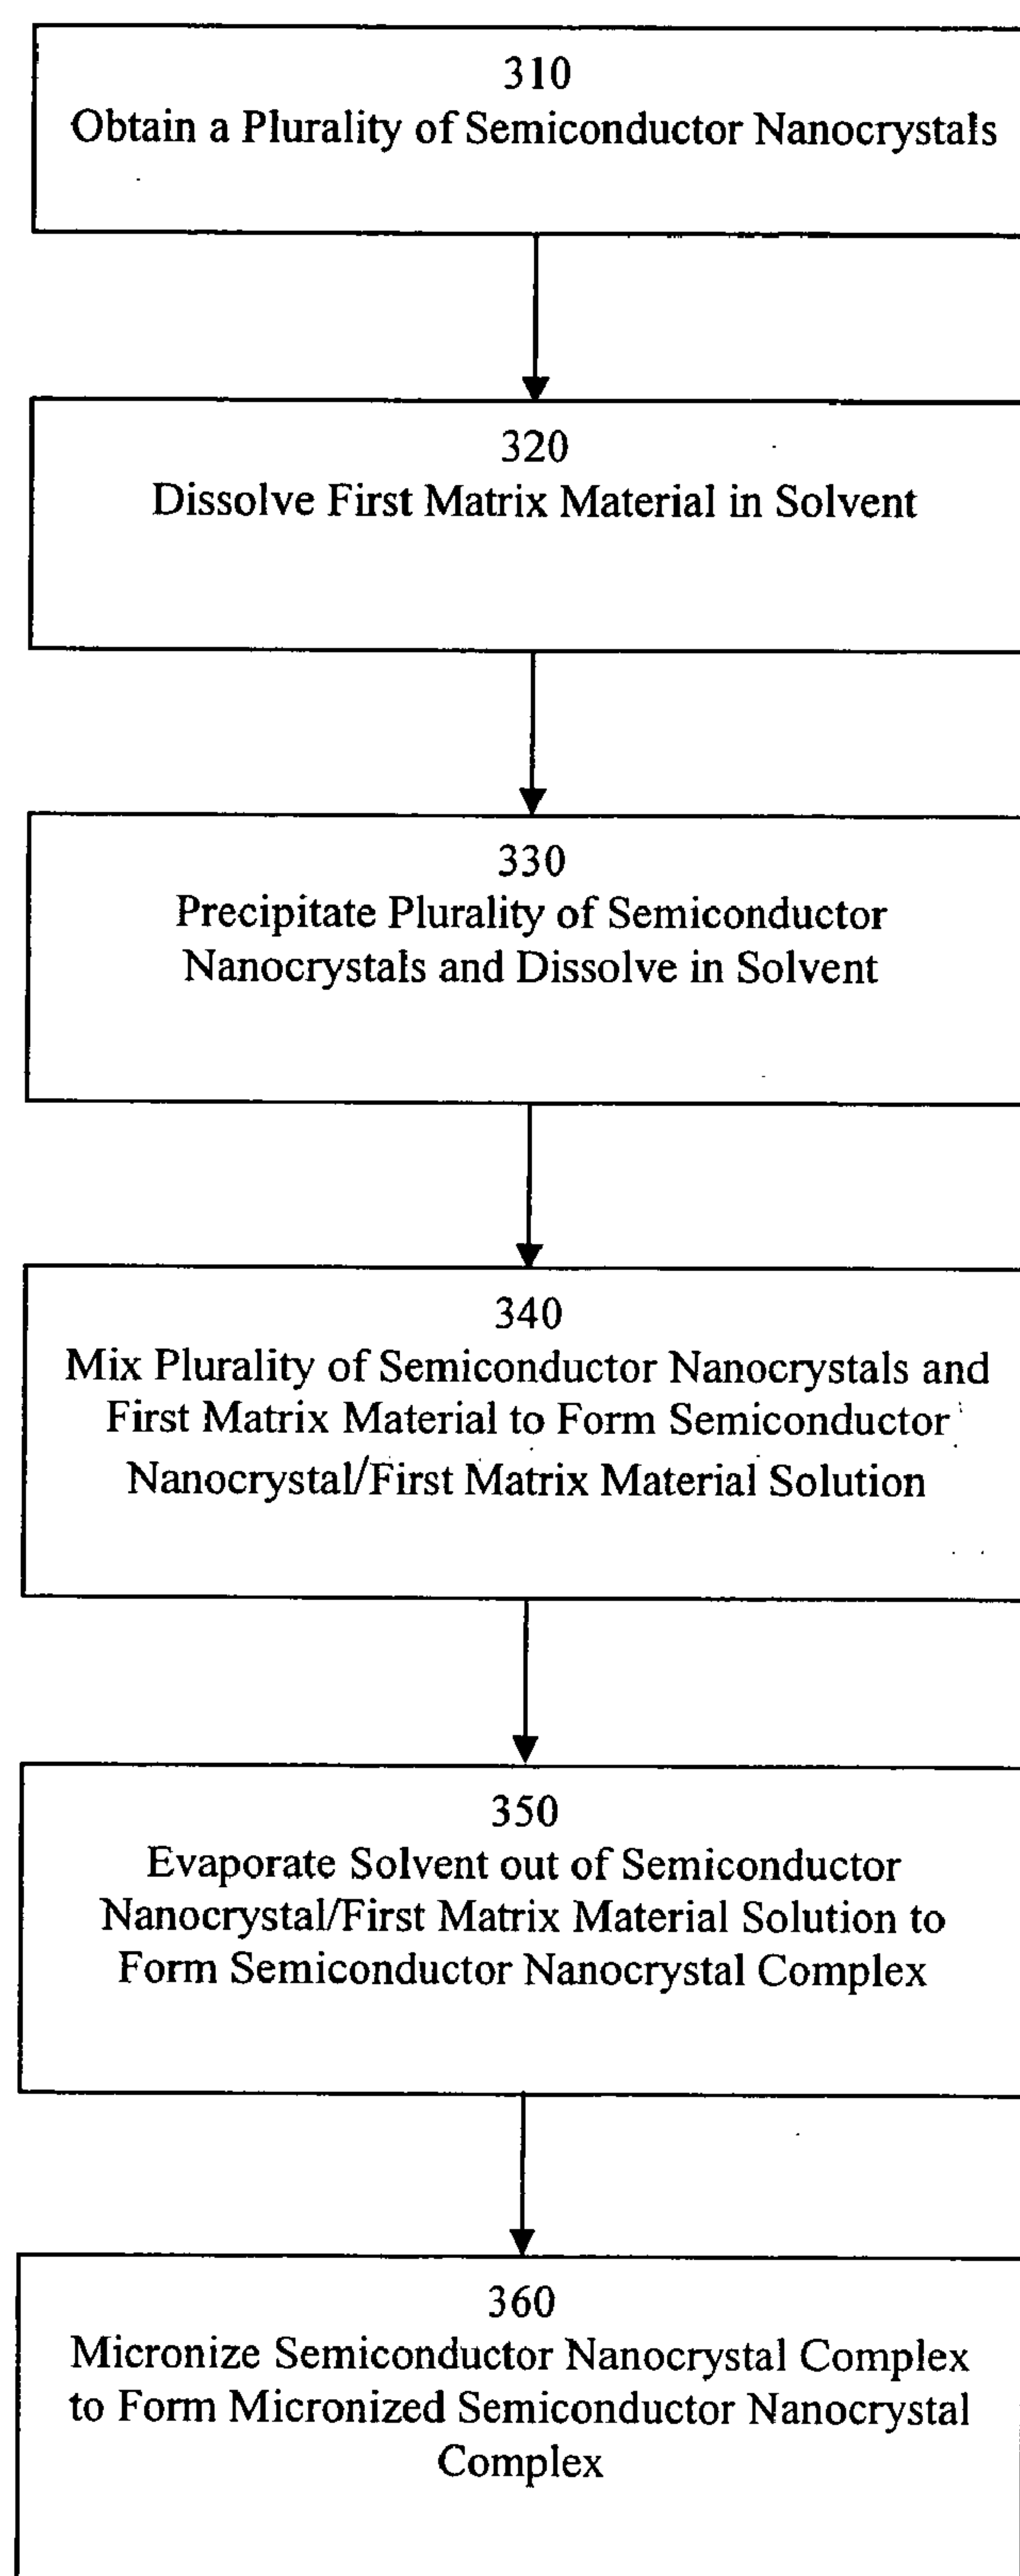 310
Obtain a Plurality of Semiconductor Nanocrystals
320
Dissolve First Matrix Material in Solvent
330
Precipitate Plurality of Semiconductor
Nanocrystals and Dissolve in Solvent
340
Mix Plurality of Semiconductor Nanocrystals and
First Matrix Material to Form Semiconductor
Nanocrystal/First Matrix Material Solution
350
Evaporate Solvent out of Semiconductor
Nanocrystal/First Matrix Material Solution to
Form Semiconductor Nanocrystal Complex
360
Micronize Semiconductor Nanocrystal Complex
to Form Micronized Semiconductor Nanocrystal
Complex